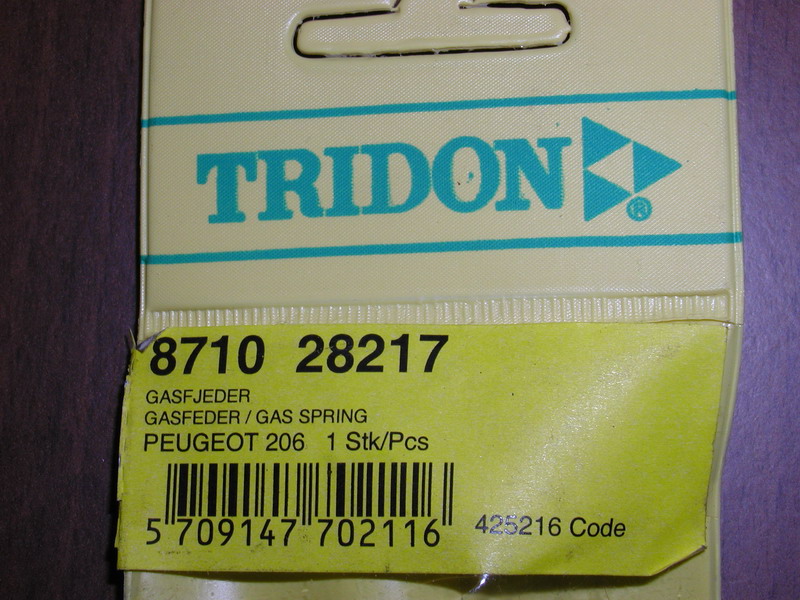 TRIDON
®
8710 28217
GASFJEDER
GASFEDER / GAS SPRING
PEUGEOT 206 1 Stk/Pcs
5 709147 702116
425216 Code